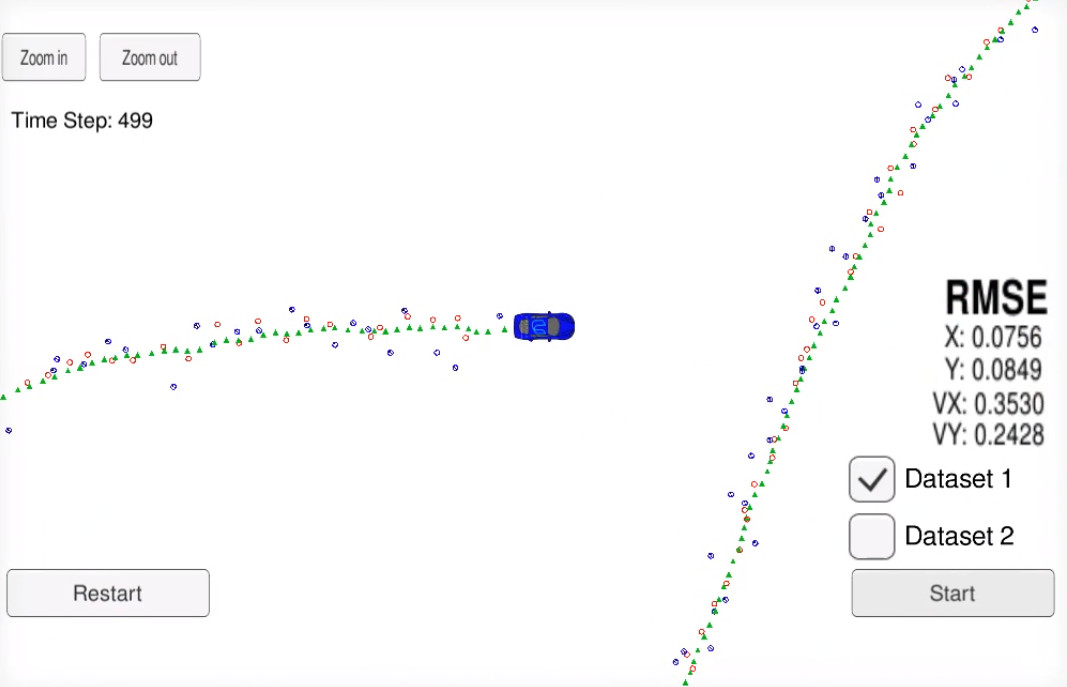 Zoom in
Zoom out
Time Step: 499
RMSE
X: 0.0756
Y: 0.0849
VX: 0.3530
VY: 0.2428
Dataset 1
Dataset 2
Restart
Start